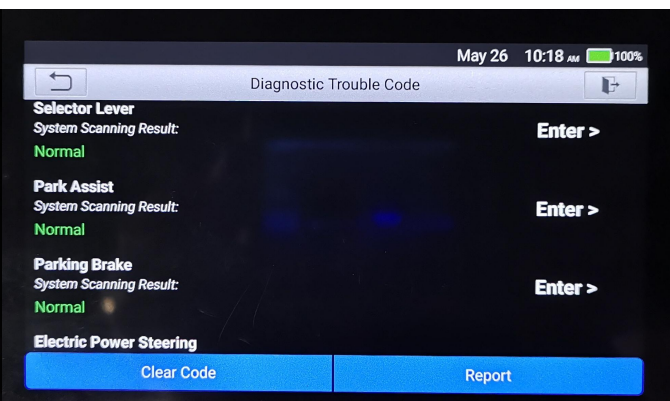 May 26 10:18 AM 100%
Diagnostic Trouble Code
Selector Lever
System Scanning Result:
Enter >
Normal
Park Assist
System Scanning Result:
Enter >
Normal
Parking Brake
System Scanning Result:
Enter >
Normal
Electric Power Steering
Clear Code
Report